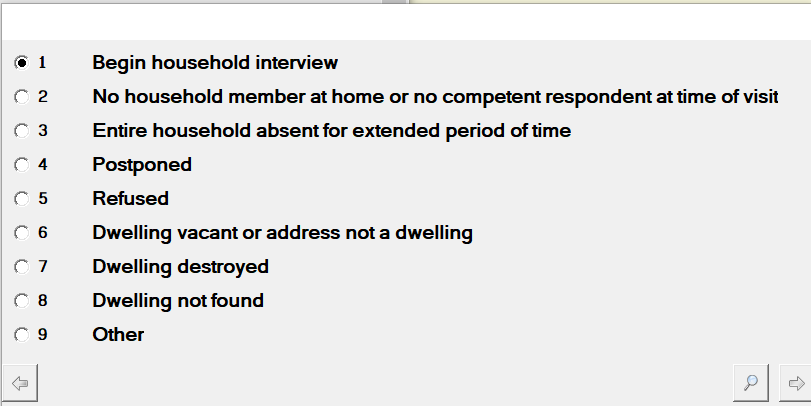 1 Begin household interview
2 No household member at home or no competent respondent at time of visit
3 Entire household absent for extended period of time
4 Postponed
5 Refused
6 Dwelling vacant or address not a dwelling
7 Dwelling destroyed
8 Dwelling not found
9 Other